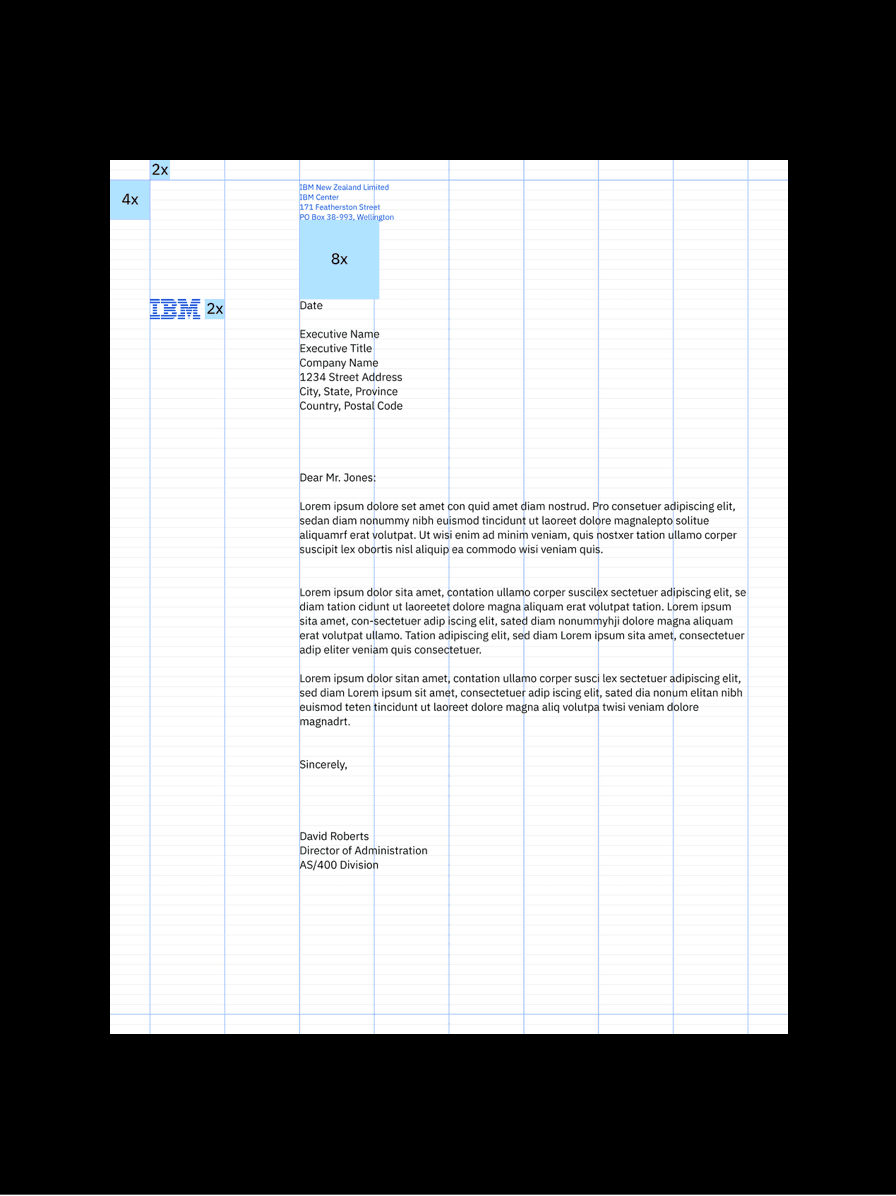 2x
4x
IBM New Zealand Limited
IBM Center
171 Featherston Street
PO Box 38-993, Wellington
8x
IBM 2x
Date
Executive Name
Executive Title
Company Name
1234 Street Address
City, State, Province
Country, Postal Code
Dear Mr. Jones:
Lorem ipsum dolore set amet con quid amet diam nostrud. Pro consetuer adipiscing elit,
sedan diam nonummy nibh euismod tincidunt ut laoreet dolore magnalepto solitue
aliquamrf erat volutpat. Ut wisi enim ad minim veniam, quis nostxer tation ullamo corper
suscipit lex obortis nisl aliquip ea commodo wisi veniam quis.
Lorem ipsum dolor sita amet, contation ullamo corper suscilex sectetuer adipiscing elit, se
diam tation cidunt ut laoreetet dolore magna aliquam erat volutpat tation. Lorem ipsum
sita amet, con-sectetuer adip iscing elit, sated diam nonummyhji dolore magna aliquam
erat volutpat ullamo. Tation adipiscing elit, sed diam Lorem ipsum sita amet, consectetuer
adip eliter veniam quis consectetuer.
Lorem ipsum dolor sitan amet, contation ullamo corper susci lex sectetuer adipiscing elit,
sed diam Lorem ipsum sit amet, consectetuer adip iscing elit, sated dia nonum elitan nibh
euismod teten tincidunt ut laoreet dolore magna aliq volutpa twisi veniam dolore
magnadrt.
Sincerely,
David Roberts
Director of Administration
AS/400 Division